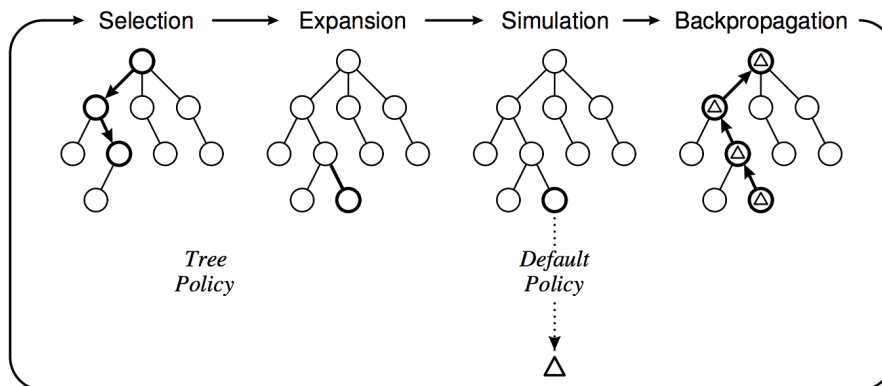 Selection Expansion Simulation Backpropagation
Tree Default
Policy Policy